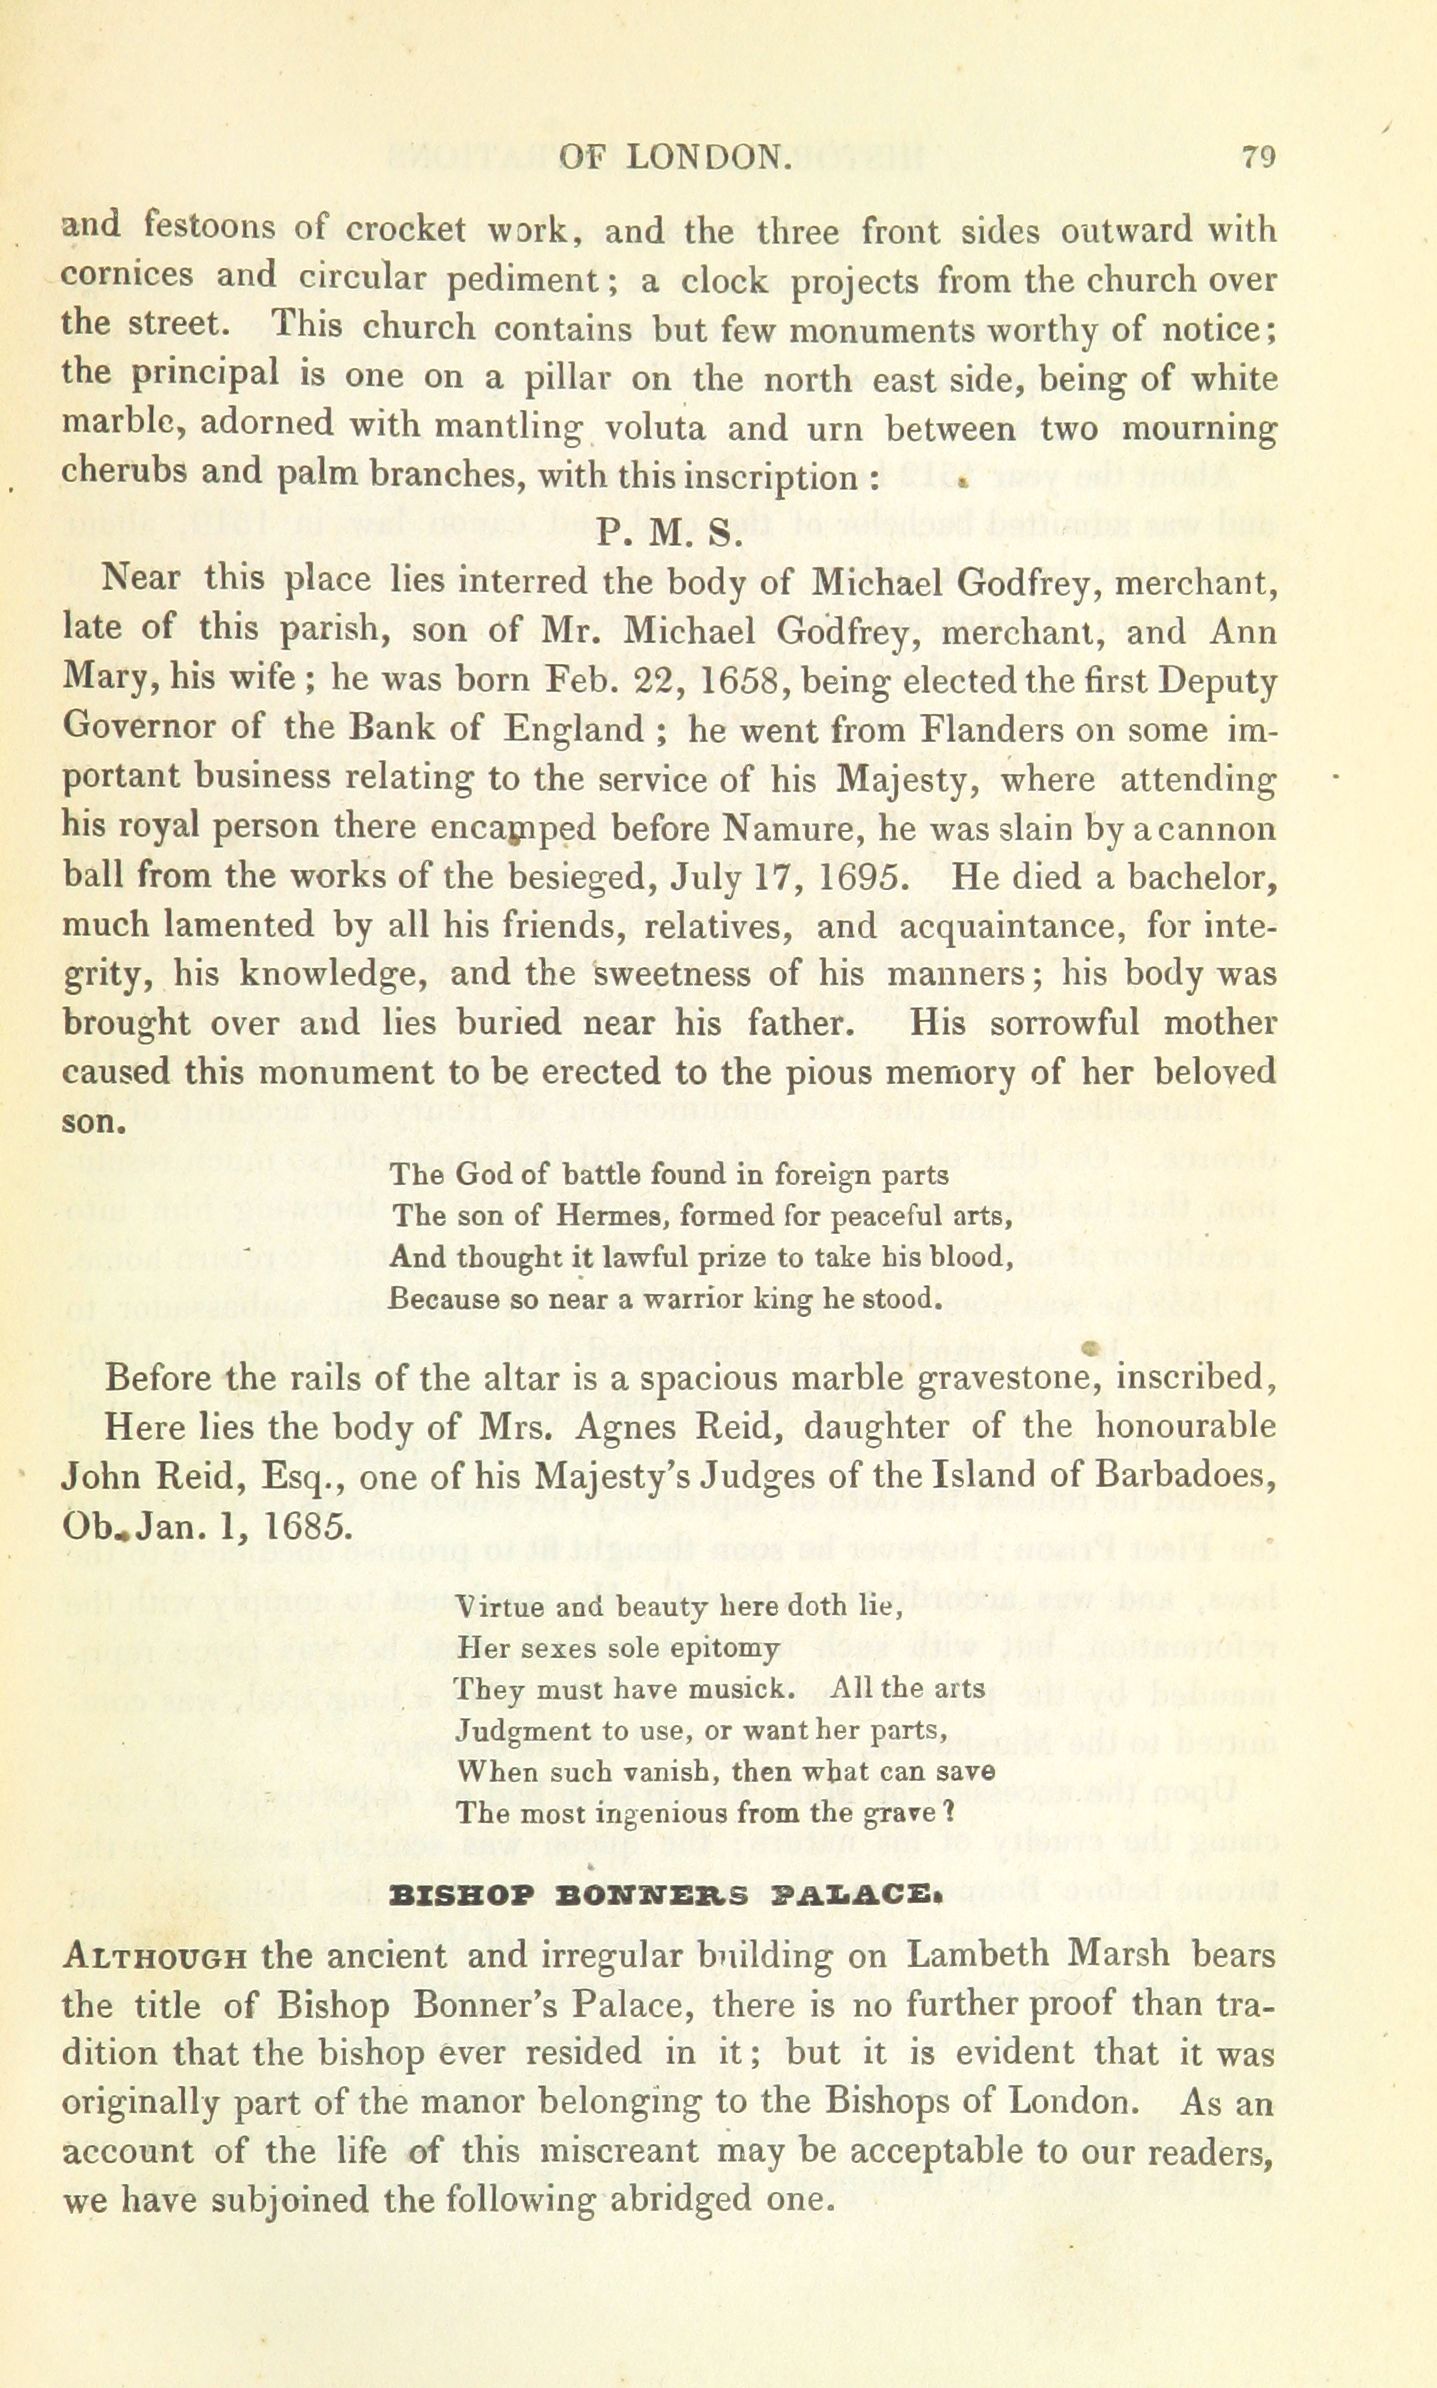 OF LONDON. 79
and festoons of crocket work, and the three front sides outward with
cornices and circular pediment; a clock projects from the church over
the street. This church contains but few monuments worthy of notice;
the principal is one on a pillar on the north east side, being of white
marble, adorned with mantling voluta and urn between two mourning
cherubs and palm branches, with this inscription :
P. M. S.
Near this place lies interred the body of Michael Godfrey, merchant,
late of this parish, son of Mr. Michael Godfrey, merchant, and Ann
Mary, his wife; he was born Feb. 22, 1658, being elected the first Deputy
Governor of the Bank of England; he went from Flanders on some im-
portant business relating to the service of his Majesty, where attending
his royal person there encamped before Namure, he was slain by a cannon
ball from the works of the besieged, July 17, 1695. He died a bachelor,
much lamented by all his friends, relatives, and acquaintance, for inte-
grity, his knowledge, and the sweetness of his manners; his body was
brought over and lies buried near his father. His sorrowful mother
caused this monument to be erected to the pious memory of her beloved
son.
The God of battle found in foreign parts
The son of Hermes, formed for peaceful arts,
And thought it lawful prize to take his blood,
Because so near a warrior king he stood.
Before the rails of the altar is a spacious marble gravestone, inscribed,
Here lies the body of Mrs. Agnes Reid, daughter of the honourable
John Reid, Esq., one of his Majesty's Judges of the Island of Barbadoes,
Ob. Jan. 1, 1685.
Virtue and beauty here doth lie,
Her sexes sole epitomy
They must have musick. All the arts
Judgment to use, or want her parts,
When such vanish, then what can save
The most ingenious from the grave?
BISHOP BONNERS PALACE.
ALTHOUGH the ancient and irregular building on Lambeth Marsh bears
the title of Bishop Bonner's Palace, there is no further proof than tra-
dition that the bishop ever resided in it; but it is evident that it was
originally part of the manor belonging to the Bishops of London. As an
account of the life of this miscreant may be acceptable to our readers,
we have subjoined the following abridged one.